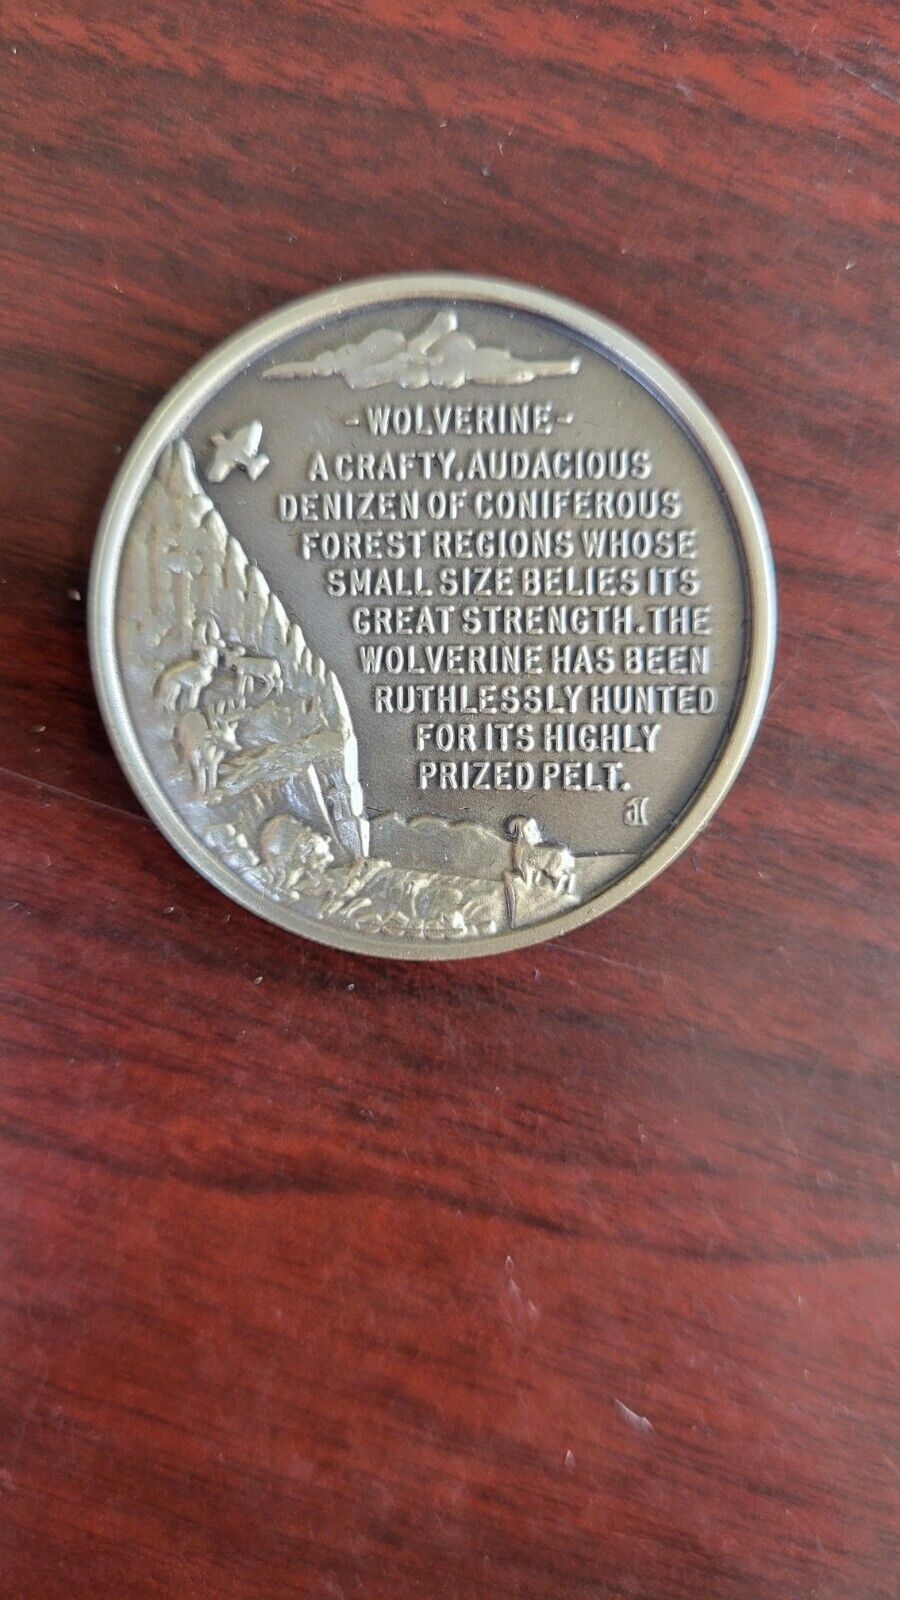 -WOLVERINE-
A CRAFTY, AUDACIOUS
DENIZEN OF CONIFEROUS
FOREST REGIONS WHOSE
SMALL SIZE BELIES ITS
GREAT STRENGTH. THE
WOLVERINE HAS BEEN
RUTHLESSLY HUNTED
FOR ITS HIGHLY
PRIZED PELT.